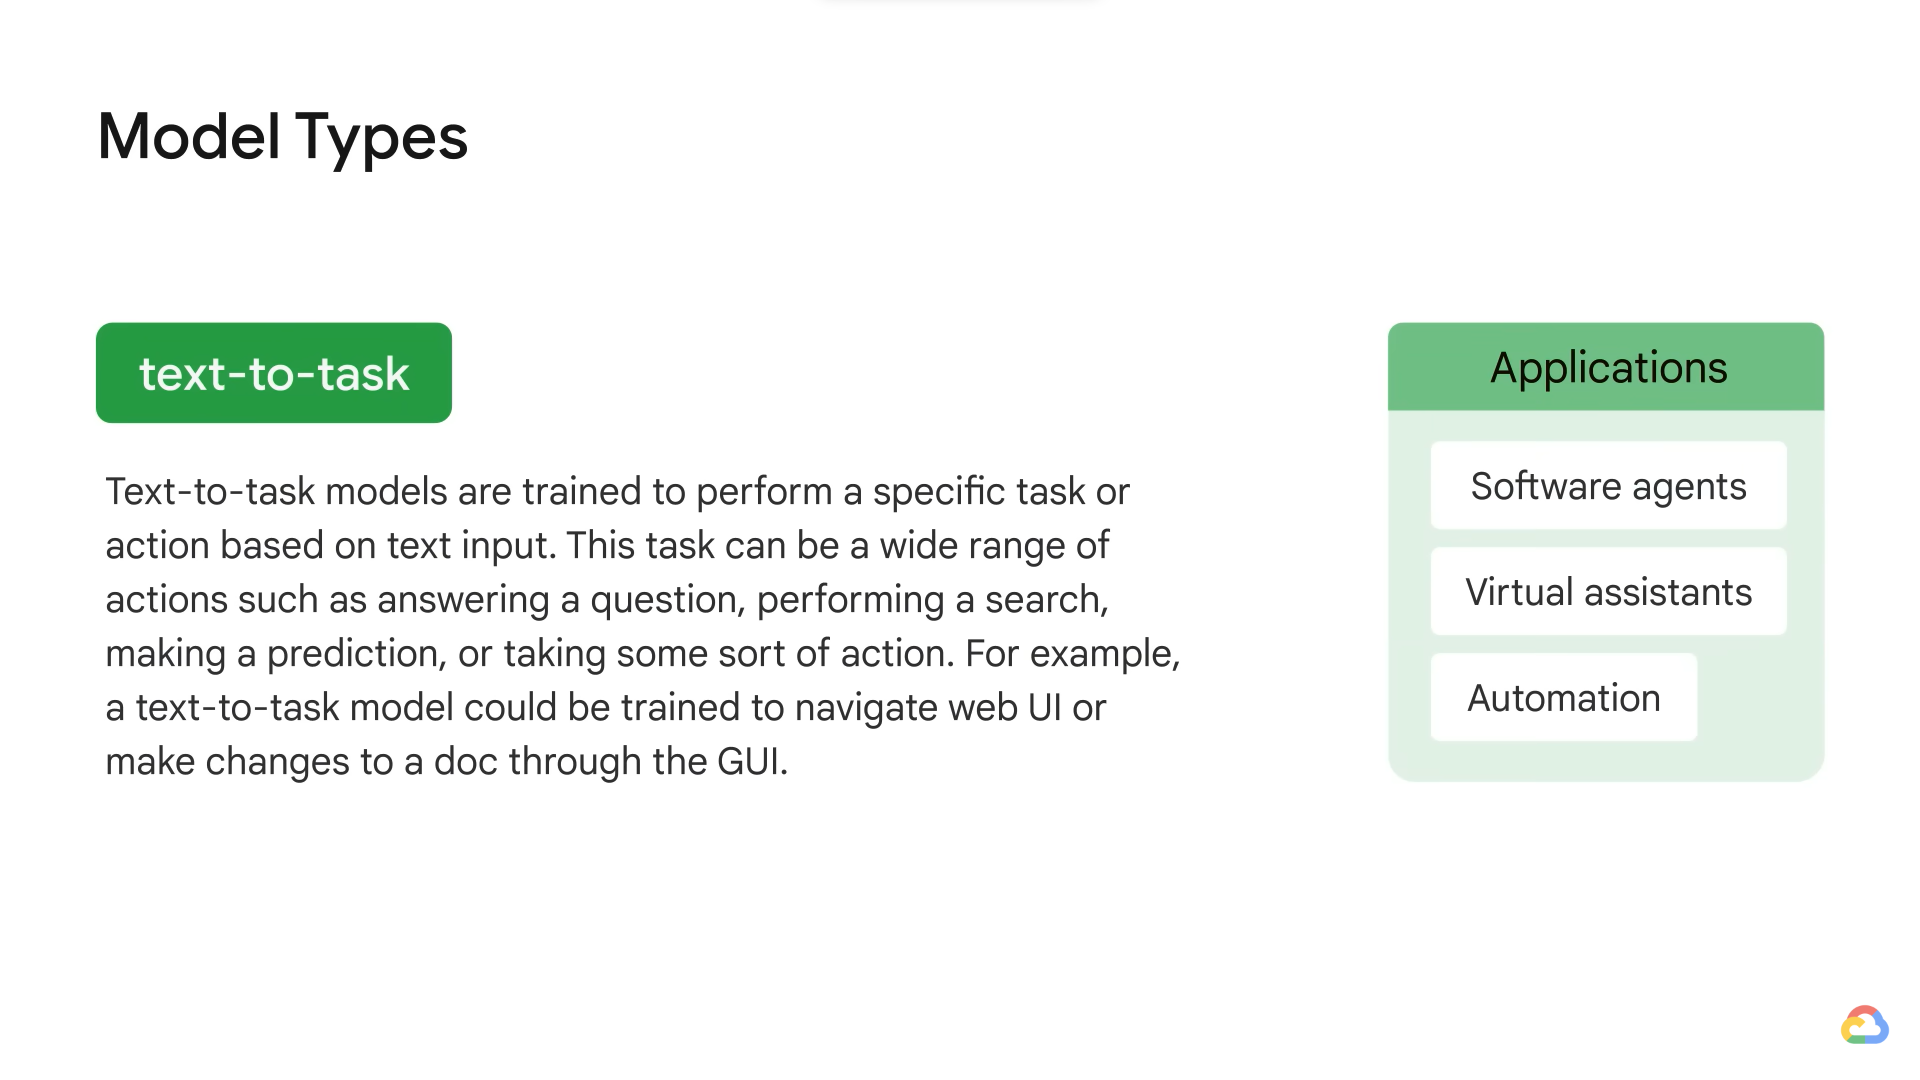 Model Types
text-to-task
Text-to-task models are trained to perform a specific task or
action based on text input. This task can be a wide range of
actions such as answering a question, performing a search,
making a prediction, or taking some sort of action. For example,
a text-to-task model could be trained to navigate web UI or
make changes to a doc through the GUI.
Applications
Software agents
Virtual assistants
Automation